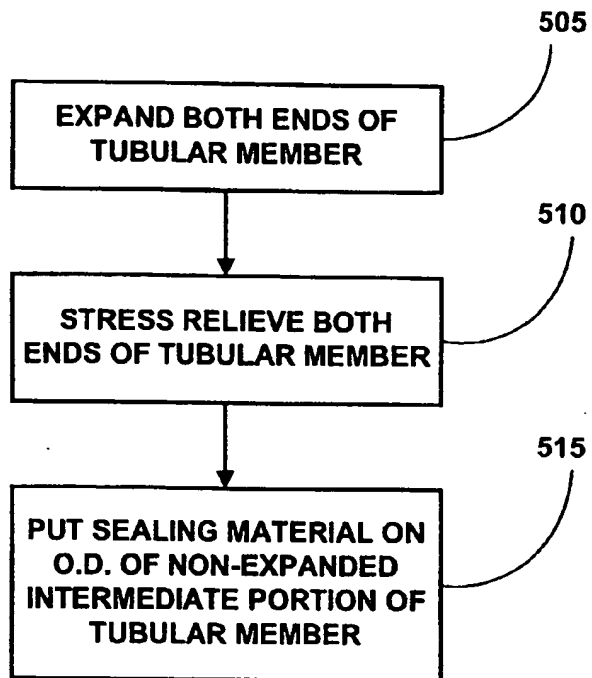 505
EXPAND BOTH ENDS OF
TUBULAR MEMBER
510
STRESS RELIEVE BOTH
ENDS OF TUBULAR MEMBER
515
PUT SEALING MATERIAL ON
O.D. OF NON-EXPANDED
INTERMEDIATE PORTION OF
TUBULAR MEMBER